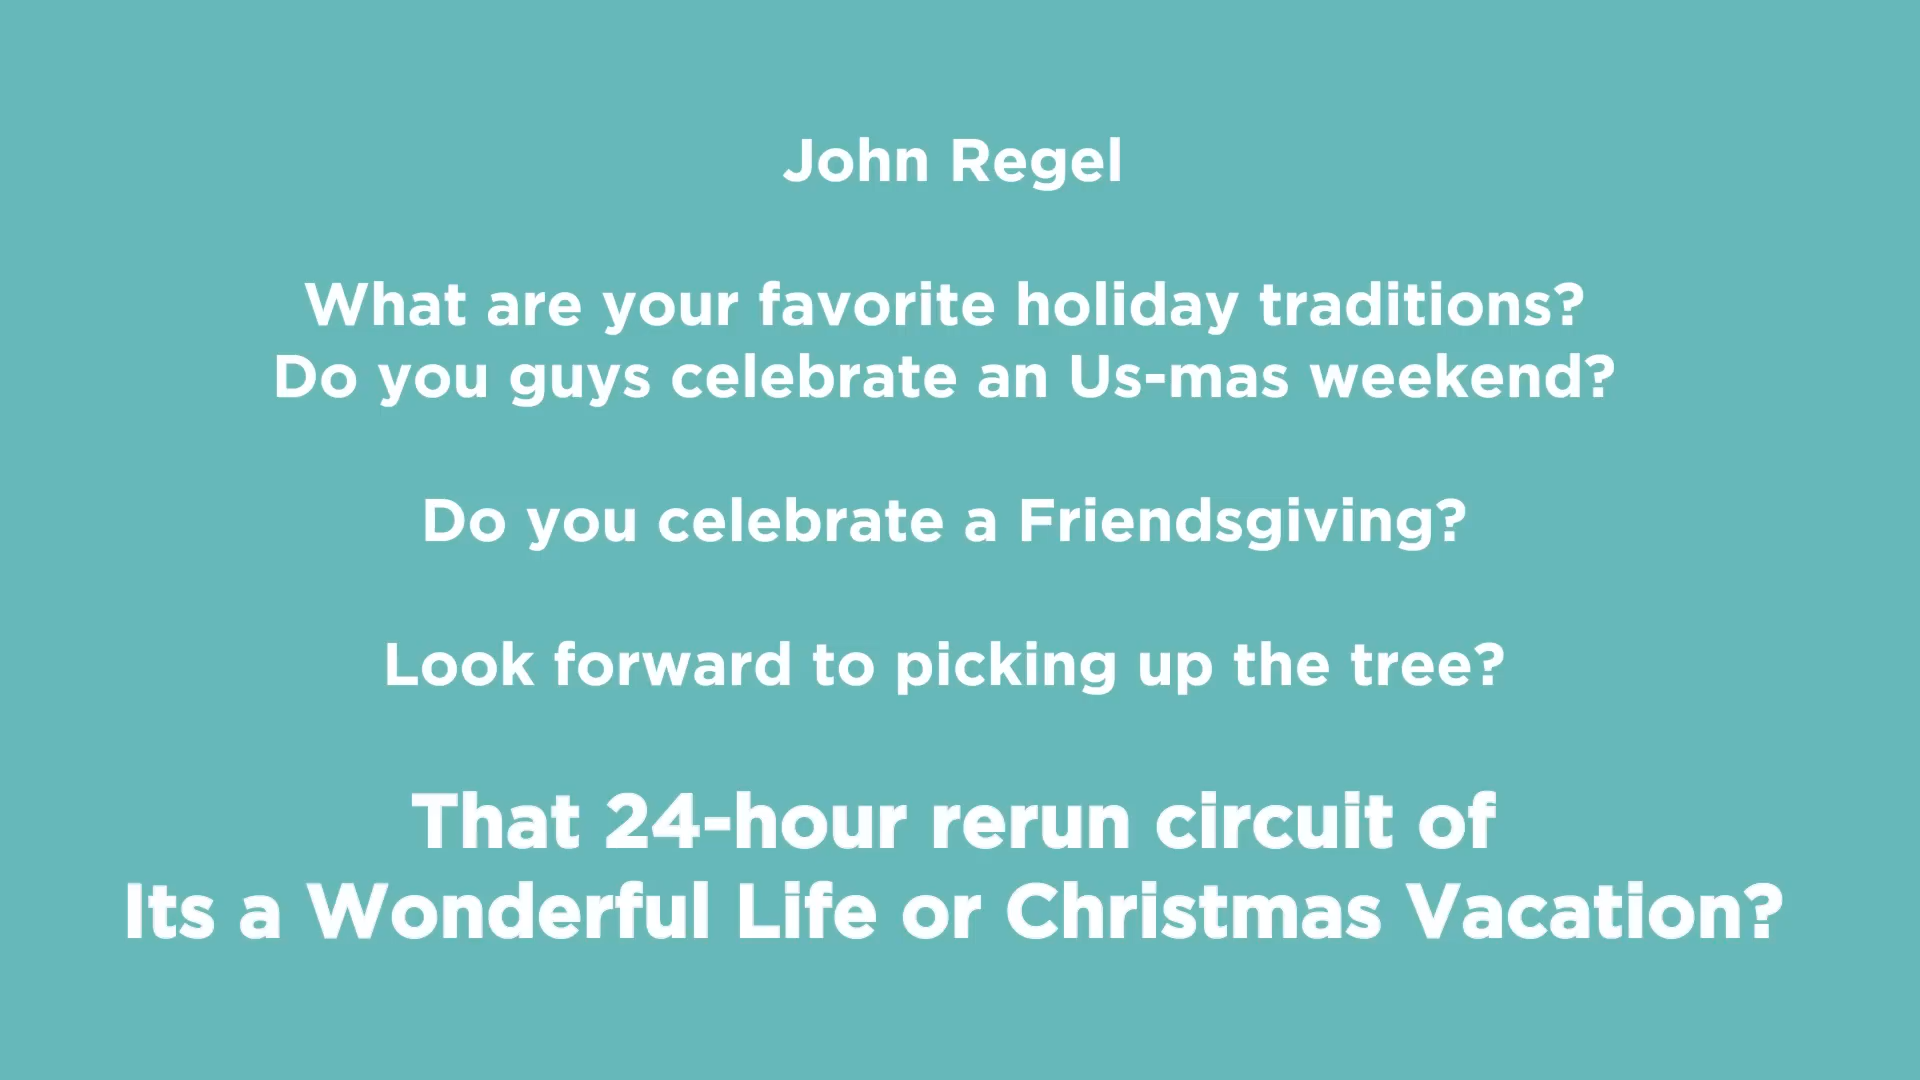 John Regel
What are your favorite holiday traditions?
Do you guys celebrate an Us-mas weekend?
Do you celebrate a Friendsgiving?
Look forward to picking up the tree?
That 24-hour rerun circuit of
Its a Wonderful Life or Christmas Vacation?